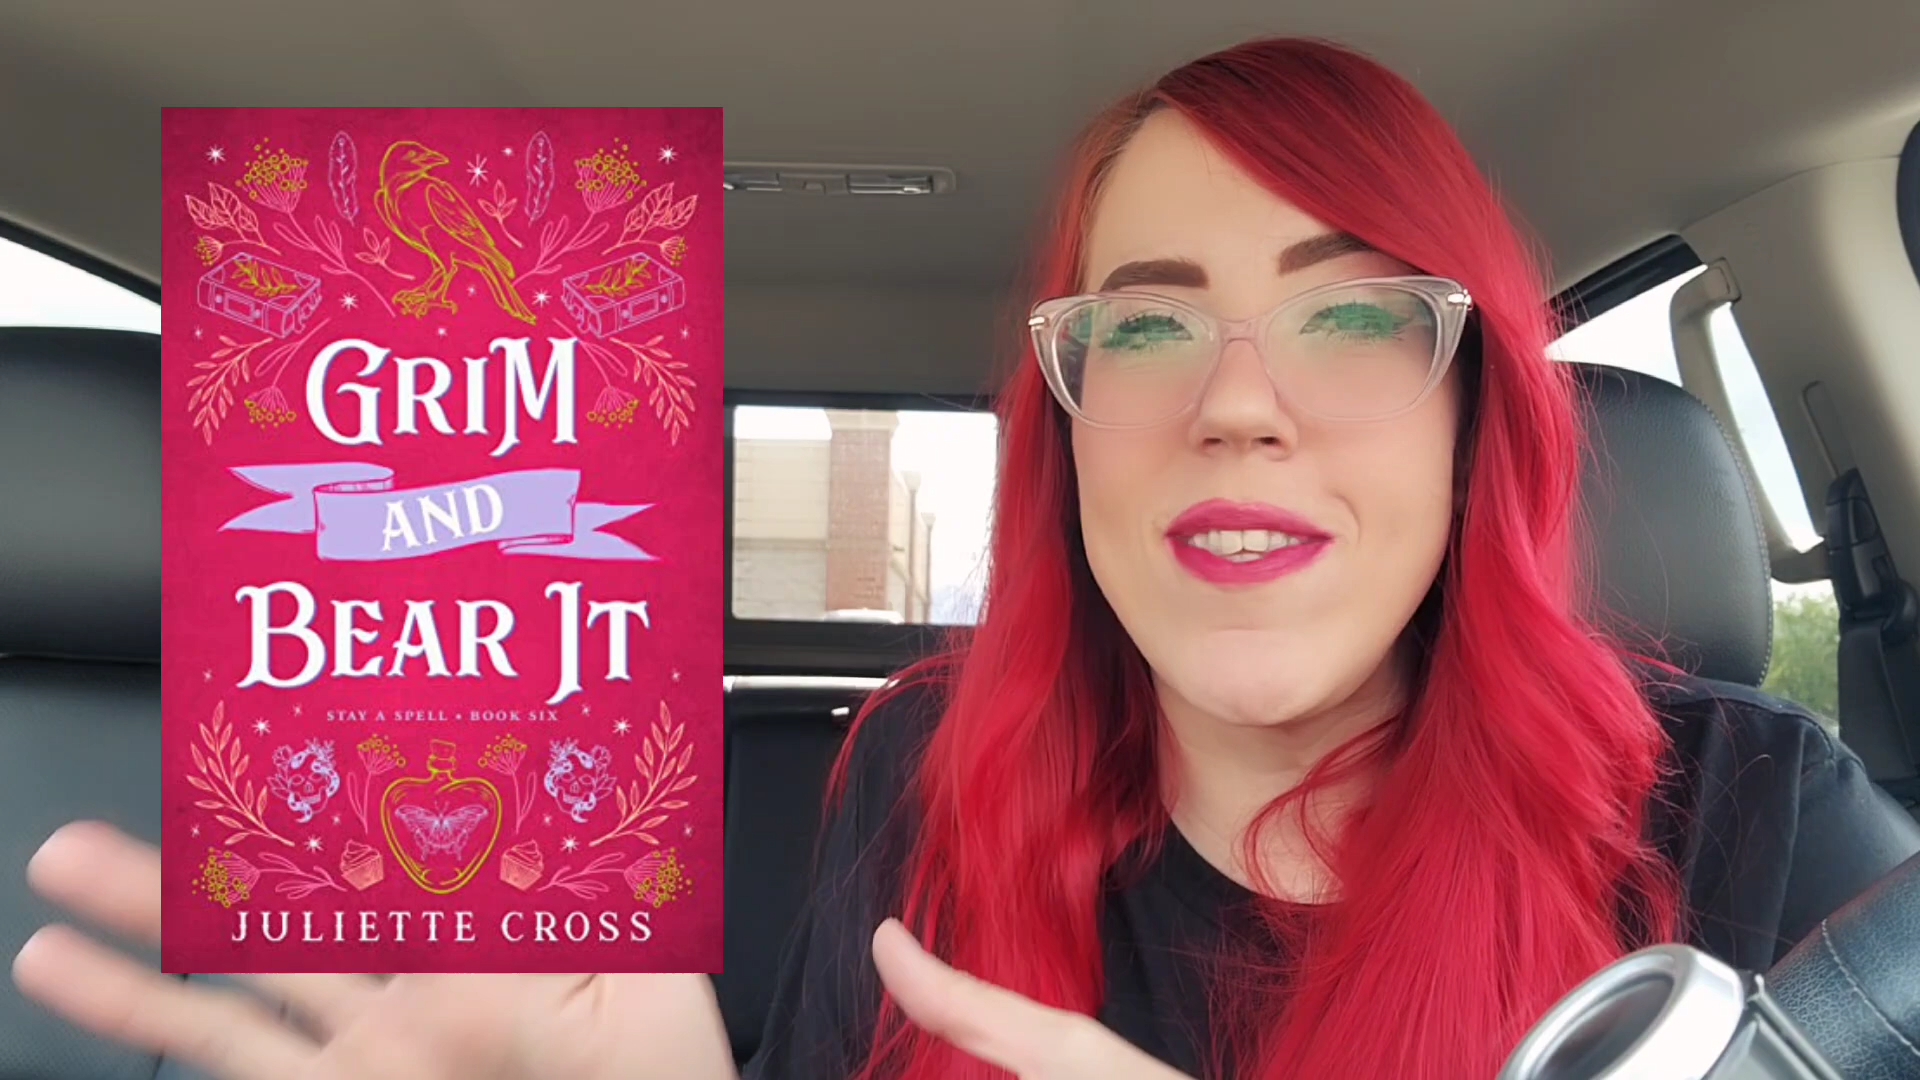 GRIM
AND
BEAR IT
STAY A SPELL • BOOK SIX
JULIETTE CROSS